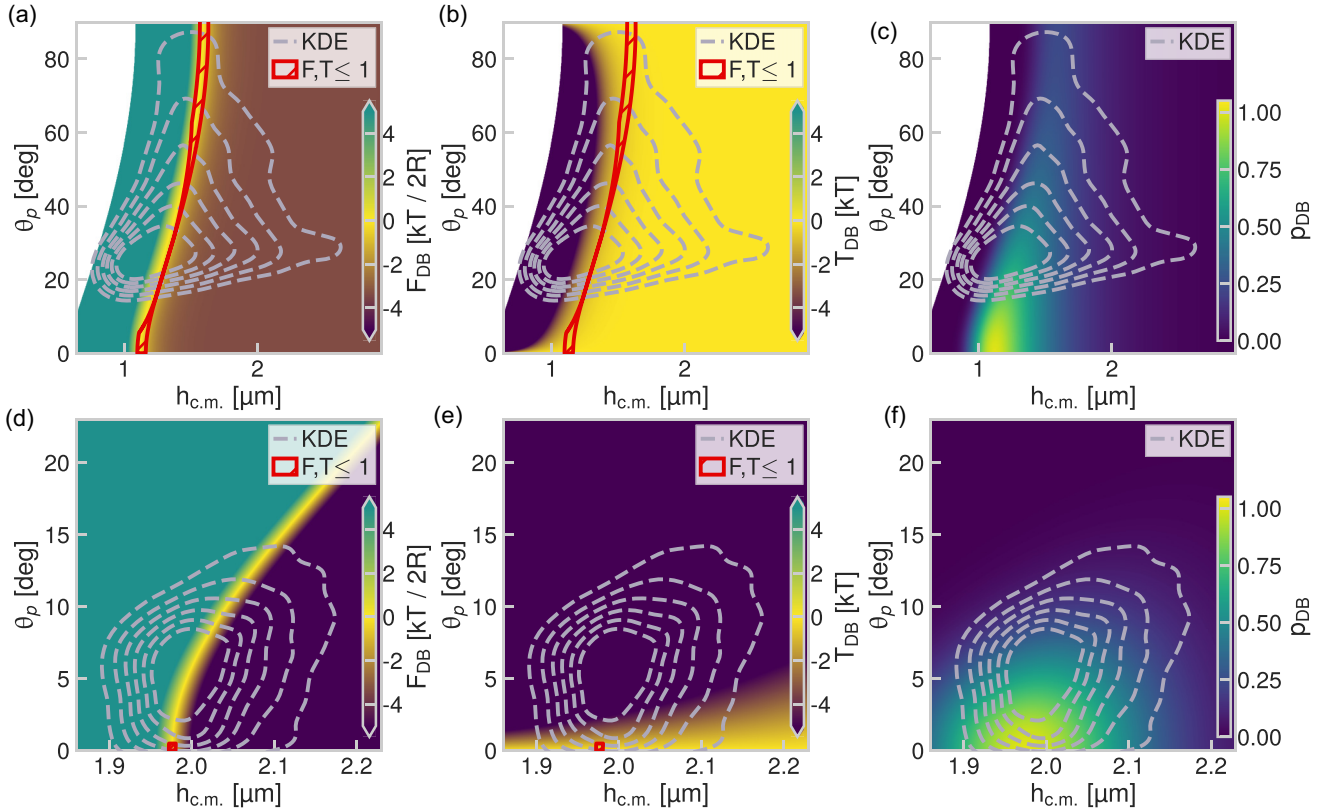 (a)
80
60
40
20
0
θp [deg]
1
2
hc.m. [μm]
KDE
F,T≤ 1
4
2
0
-2
-4
FDB [kT / 2R]
(b)
80
60
40
20
0
θp [deg]
1
2
hc.m. [μm]
KDE
F,T≤ 1
4
2
0
-2
-4
TDB [kT]
(c)
80
60
40
20
0
θp [deg]
1
2
hc.m. [μm]
KDE
1.00
0.75
0.50
0.25
0.00
pDB
(d)
20
15
10
5
0
θp [deg]
1.9
2.0
2.1
2.2
hc.m. [μm]
KDE
F,T≤ 1
4
2
0
-2
-4
FDB [kT / 2R]
(e)
20
15
10
5
0
θp [deg]
1.9
2.0
2.1
2.2
hc.m. [μm]
KDE
F,T≤ 1
4
2
0
-2
-4
TDB [kT]
(f)
20
15
10
5
0
θp [deg]
1.9
2.0
2.1
2.2
hc.m. [μm]
KDE
1.00
0.75
0.50
0.25
0.00
pDB